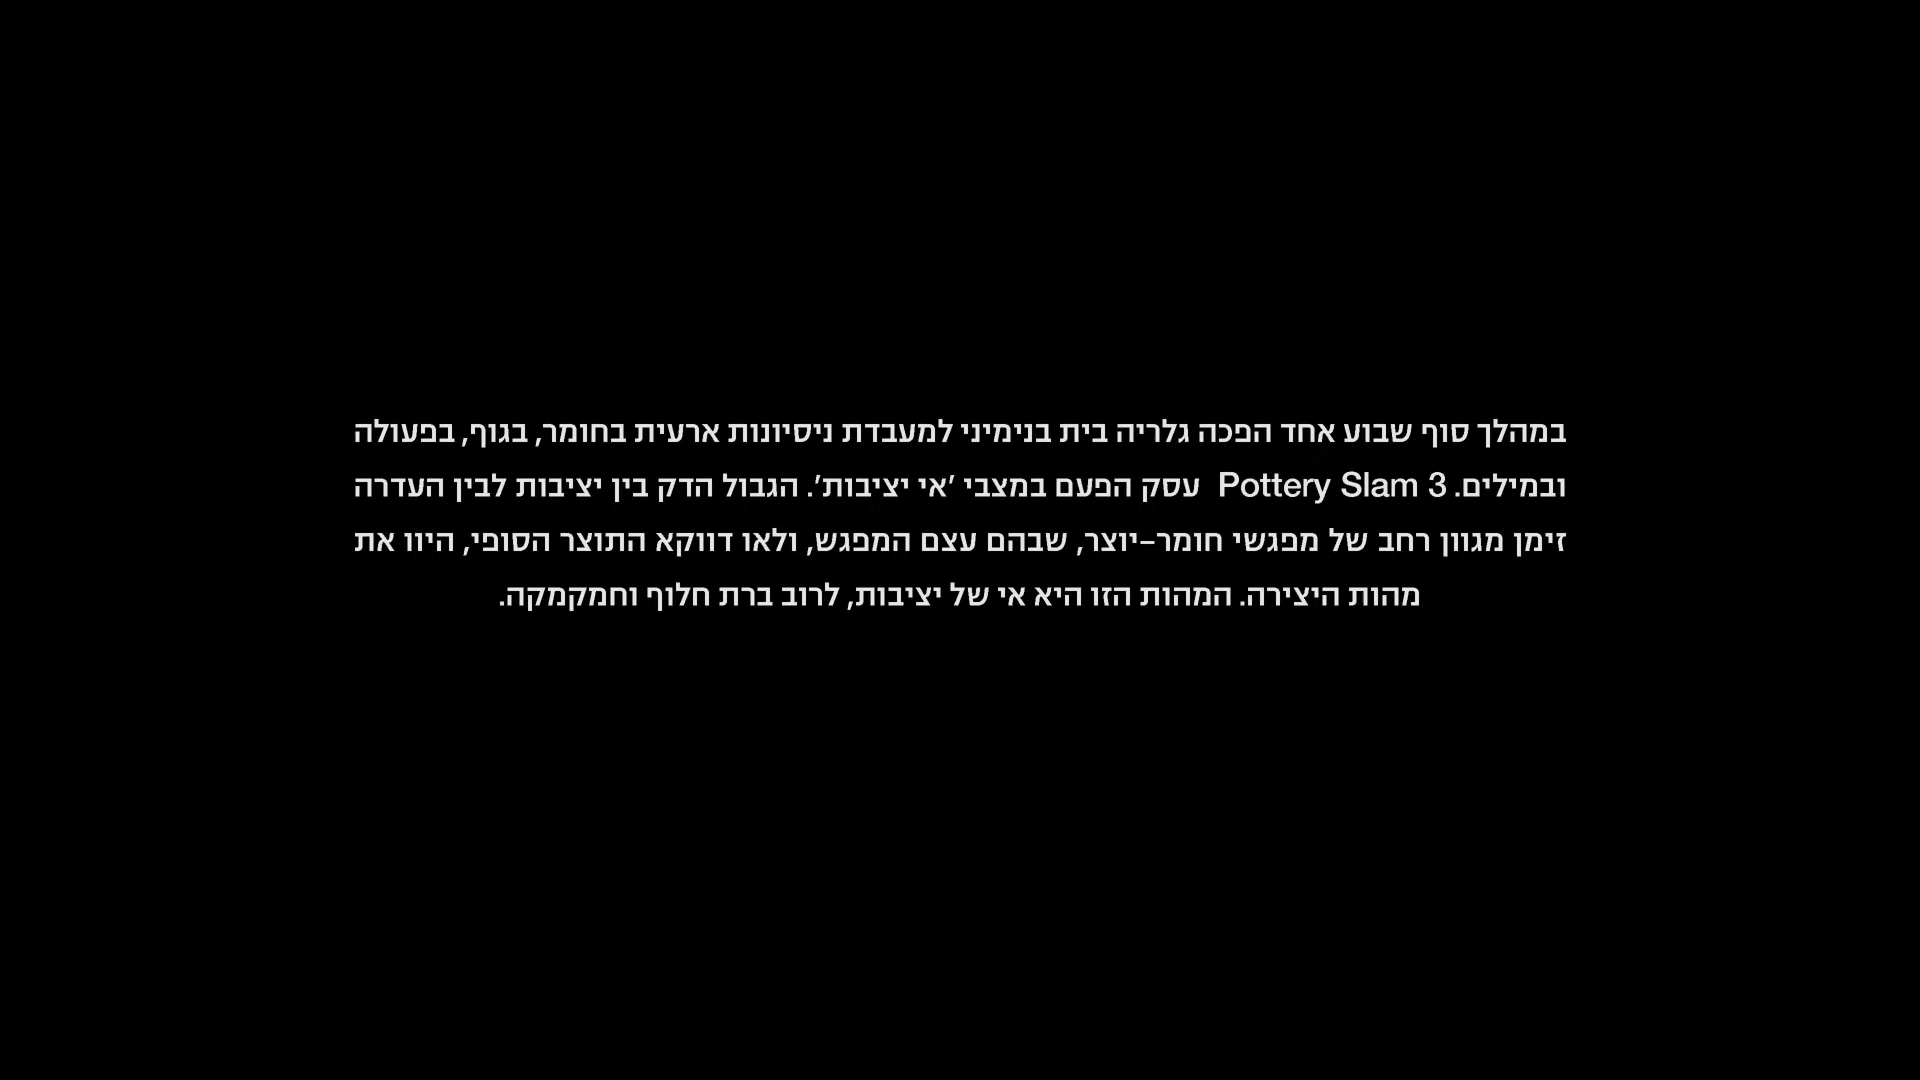 במהלך סוף שבוע אחד הפכה גלריה בית בנימיני למעבדת ניסיונות ארעית בחומר, בגוף, בפעולה
ובמילים. Pottery Slam 3 עסק הפעם במצבי 'אי יציבות'. הגבול הדק בין יציבות לבין העדרה
זימן מגוון רחב של מפגשי חומר–יוצר, שבהם עצם המפגש, ולאו דווקא התוצר הסופי, היוו את
מהות היצירה. המהות הזו היא אי של יציבות, לרוב ברת חלוף וחמקמקה.